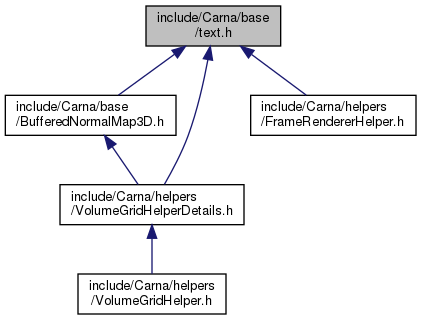 include/Carna/base
/text.h
include/Carna/base
/BufferedNormalMap3D.h
include/Carna/helpers
/FrameRendererHelper.h
include/Carna/helpers
/VolumeGridHelperDetails.h
include/Carna/helpers
/VolumeGridHelper.h